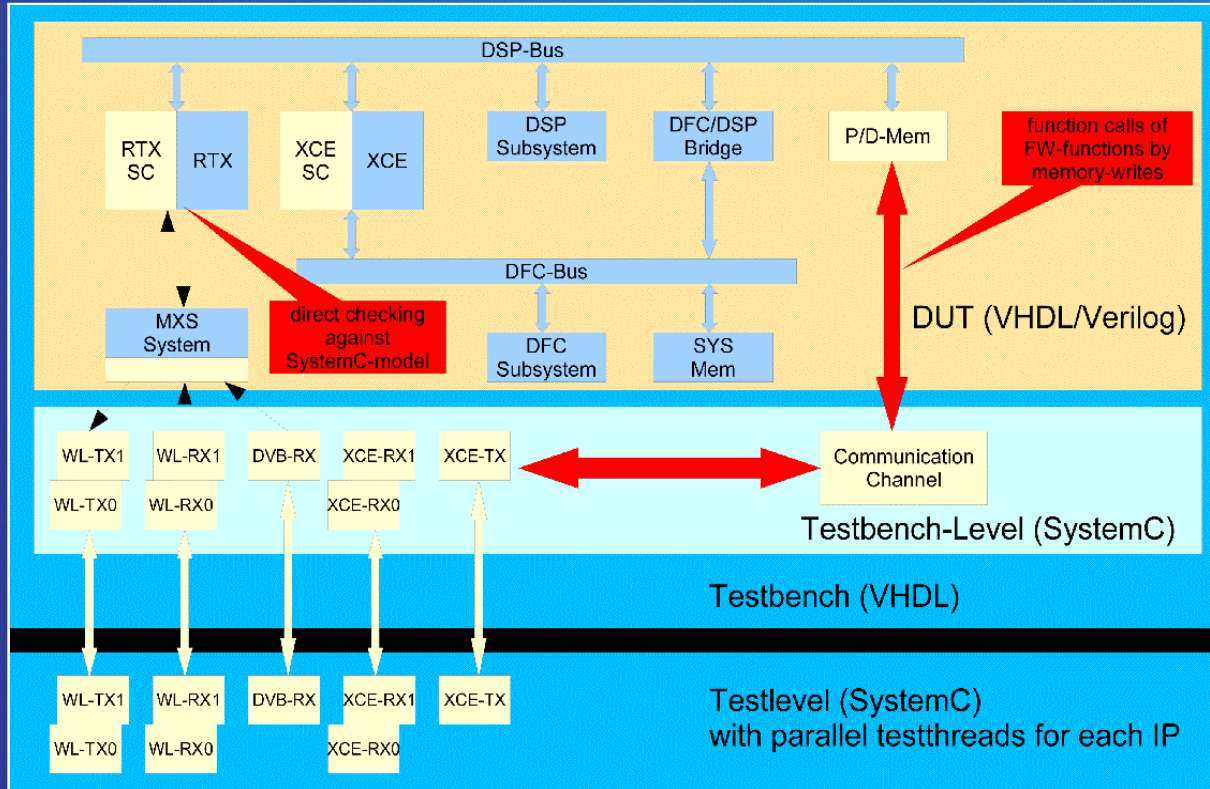 DSP-Bus
RTX
SC
RTX
XCE
SC
XCE
DSP
Subsystem
DFC/DSP
Bridge
P/D-Mem
function calls of
FW-functions by
memory-writes
DFC-Bus
MXS
System
direct checking
against
SystemC-model
DFC
Subsystem
SYS
Mem
DUT (VHDL/Verilog)
WL-TX1
WL-TX0
WL-RX1
WL-RX0
DVB-RX
XCE-RX1
XCE-RX0
XCE-TX
Communication
Channel
Testbench-Level (SystemC)
Testbench (VHDL)
WL-TX1
WL-TX0
WL-RX1
WL-RX0
DVB-RX
XCE-RX1
XCE-RX0
XCE-TX
Testlevel (SystemC)
with parallel testthreads for each IP